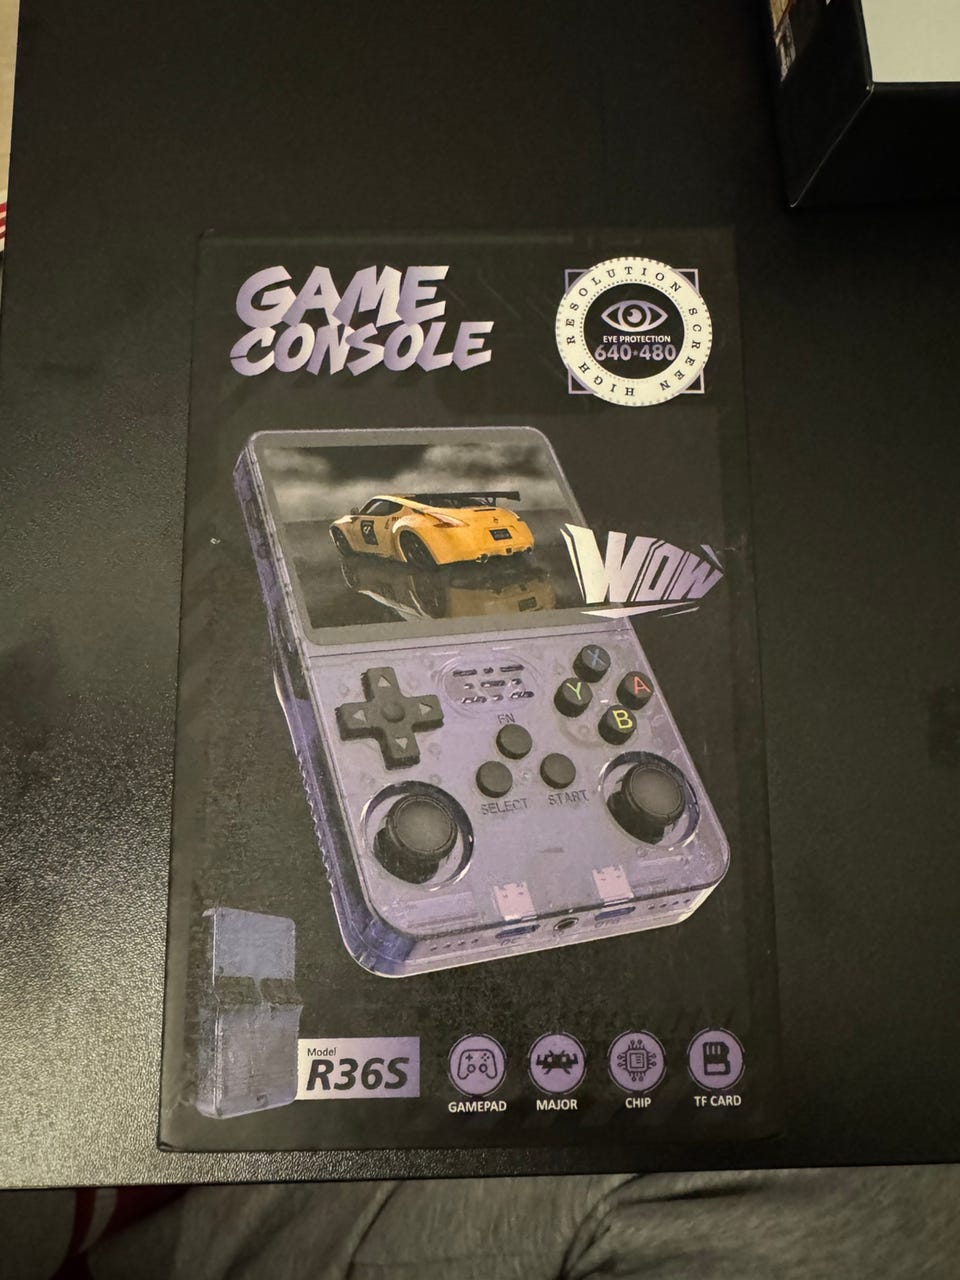 GAME
CONSOLE
HIGH RESOLUTION SCREEN
EYE PROTECTION
640*480
WOW
X
Y
A
B
FN
SELECT
START
Model
R36S
GAMEPAD
MAJOR
CHIP
TF CARD